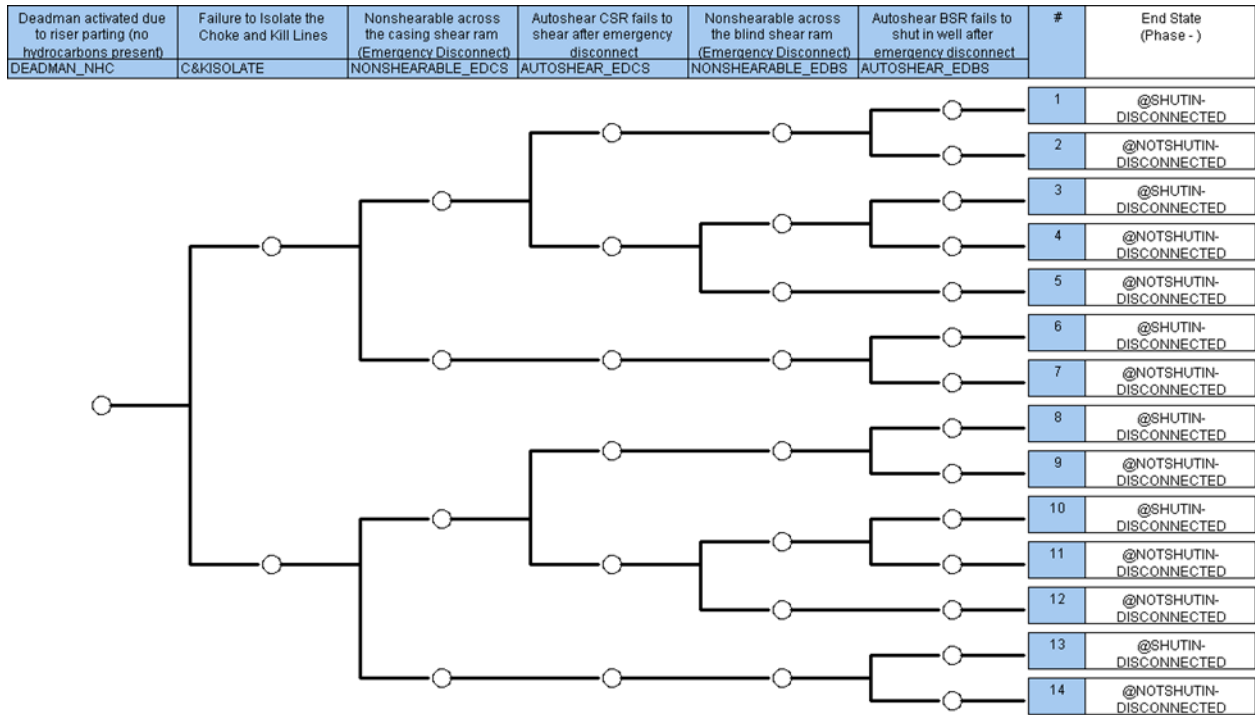 Deadman activated due
to riser parting (no
hydrocarbons present)
DEADMAN_NHC
Failure to Isolate the
Choke and Kill Lines
C&KISOLATE
Nonshearable across
the casing shear ram
(Emergency Disconnect)
NONSHEARABLE_EDCS
Autoshear CSR fails to
shear after emergency
disconnect
AUTOSHEAR_EDCS
Nonshearable across
the blind shear ram
(Emergency Disconnect)
NONSHEARABLE_EDBS
Autoshear BSR fails to
shut in well after
emergency disconnect
AUTOSHEAR_EDBS
#
End State
(Phase - )
1
@SHUTIN-
DISCONNECTED
2
@NOTSHUTIN-
DISCONNECTED
3
@SHUTIN-
DISCONNECTED
4
@NOTSHUTIN-
DISCONNECTED
5
@NOTSHUTIN-
DISCONNECTED
6
@SHUTIN-
DISCONNECTED
7
@NOTSHUTIN-
DISCONNECTED
8
@SHUTIN-
DISCONNECTED
9
@NOTSHUTIN-
DISCONNECTED
10
@SHUTIN-
DISCONNECTED
11
@NOTSHUTIN-
DISCONNECTED
12
@NOTSHUTIN-
DISCONNECTED
13
@SHUTIN-
DISCONNECTED
14
@NOTSHUTIN-
DISCONNECTED